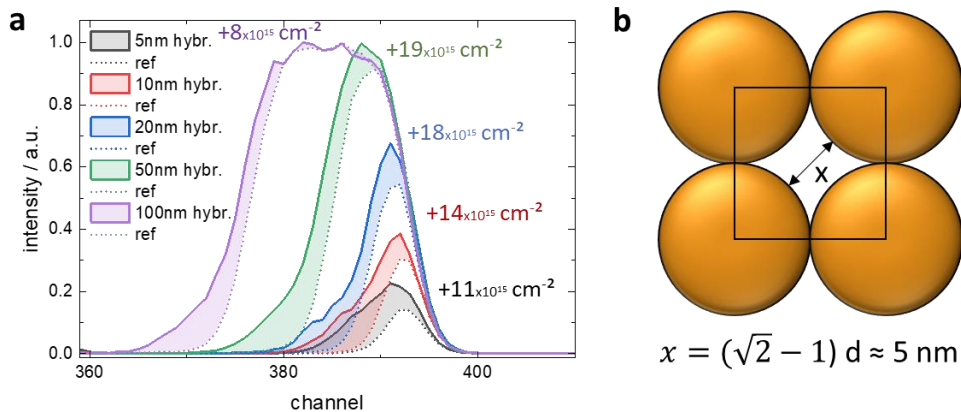 a
1.0
0.8
0.6
0.4
0.2
0.0
intensity / a.u.
360
380
400
channel
5nm hybr.
ref
10nm hybr.
ref
20nm hybr.
ref
50nm hybr.
ref
100nm hybr.
ref
+8x10¹⁵ cm⁻²
+19x10¹⁵ cm⁻²
+18x10¹⁵ cm⁻²
+14x10¹⁵ cm⁻²
+11x10¹⁵ cm⁻²
b
x
x = (√2 − 1) d ≈ 5 nm